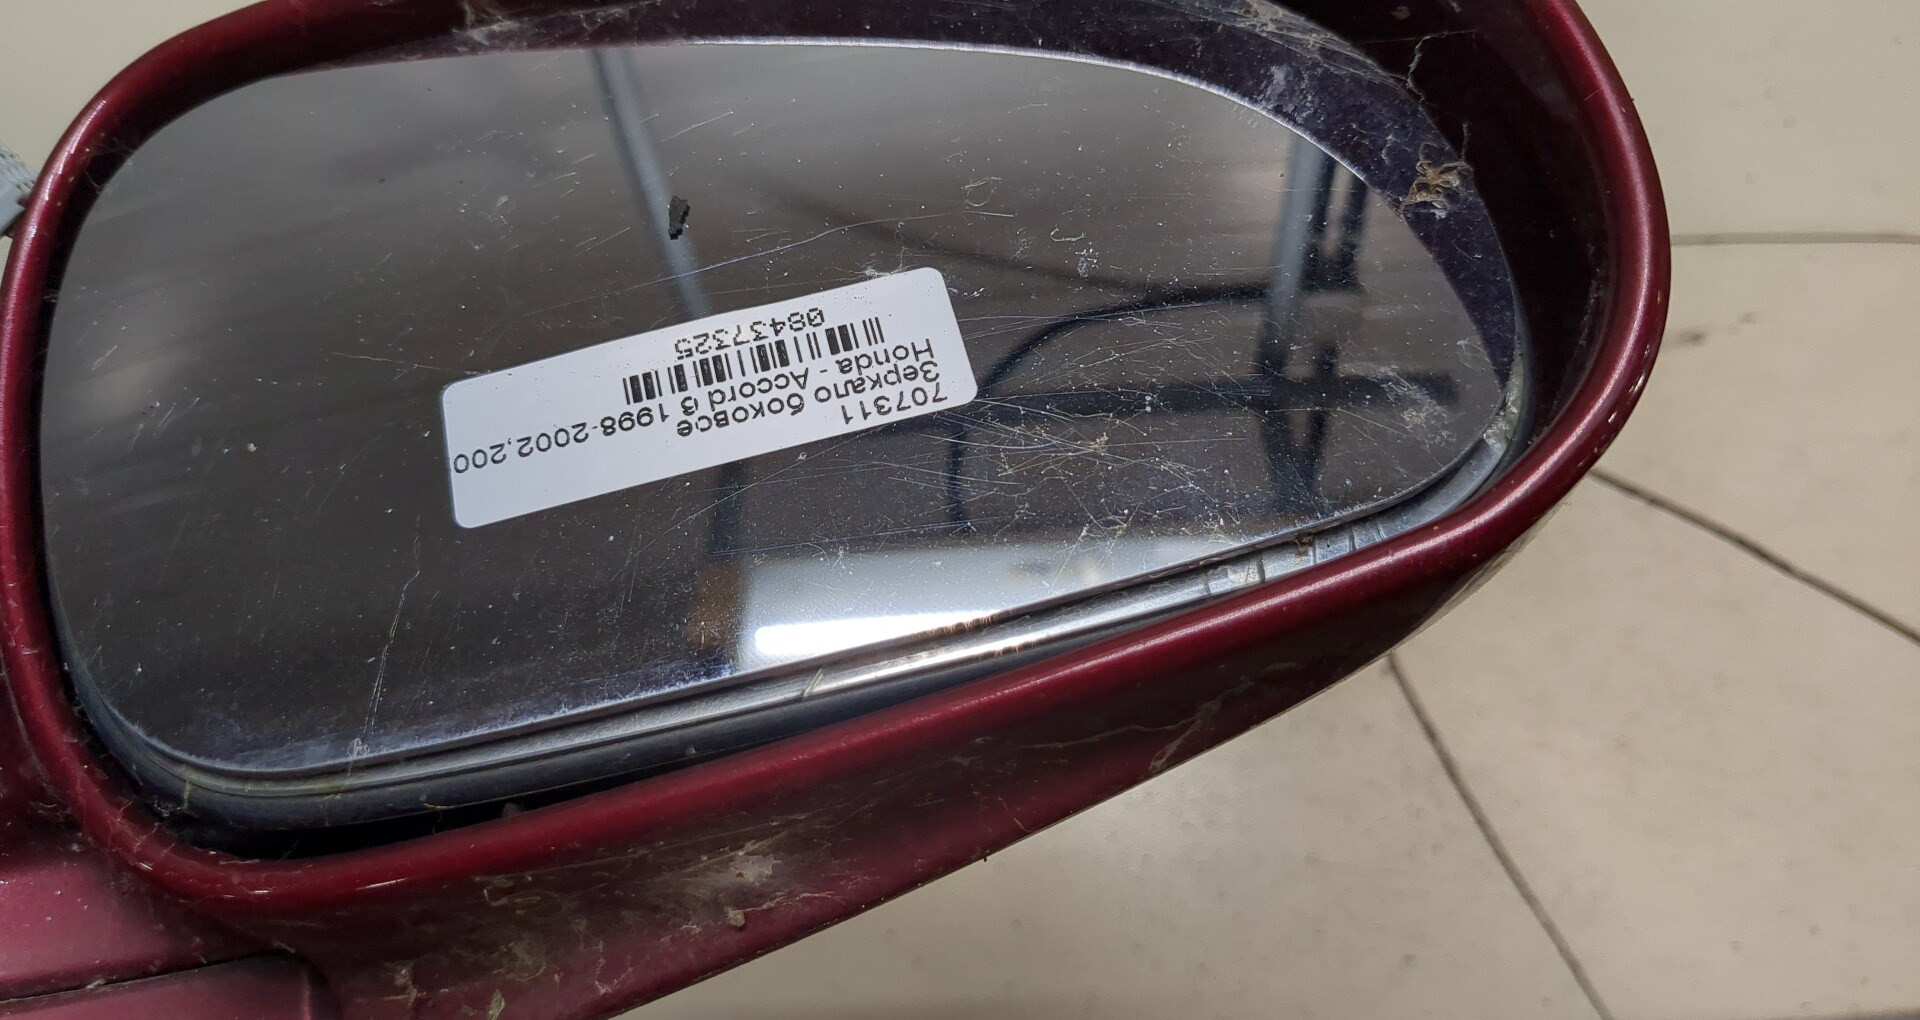 707311
Зеркало боковое
Honda - Accord 6 1998-2002,200
08437325